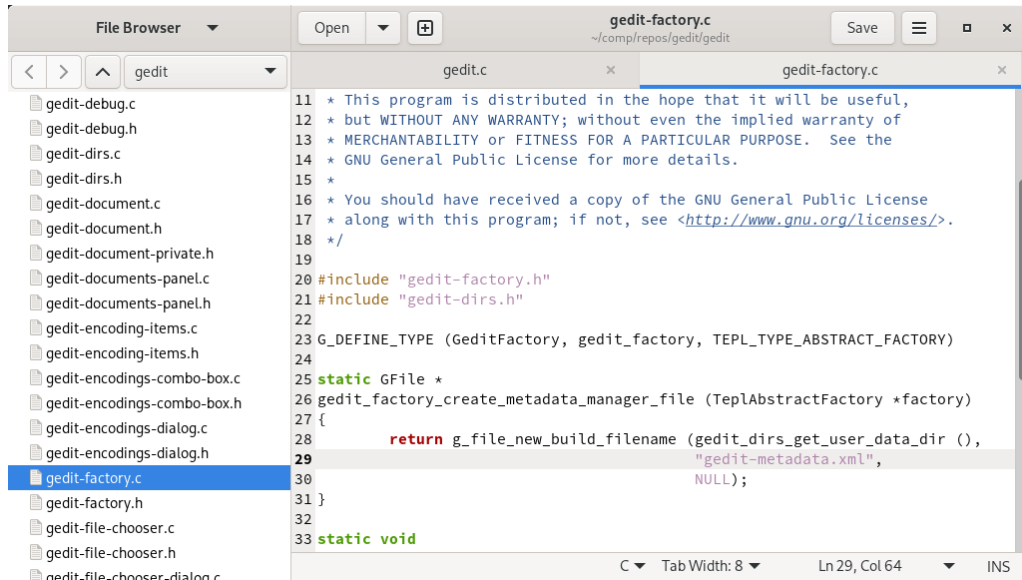 File Browser
Open
gedit-factory.c
~/comp/repos/gedit/gedit
Save
gedit
gedit.c
gedit-factory.c
gedit-debug.c
gedit-debug.h
gedit-dirs.c
gedit-dirs.h
gedit-document.c
gedit-document.h
gedit-document-private.h
gedit-documents-panel.c
gedit-documents-panel.h
gedit-encoding-items.c
gedit-encoding-items.h
gedit-encodings-combo-box.c
gedit-encodings-combo-box.h
gedit-encodings-dialog.c
gedit-encodings-dialog.h
gedit-factory.c
gedit-factory.h
gedit-file-chooser.c
gedit-file-chooser.h
gedit-file-chooser-dialog.c
11  * This program is distributed in the hope that it will be useful,
12  * but WITHOUT ANY WARRANTY; without even the implied warranty of
13  * MERCHANTABILITY or FITNESS FOR A PARTICULAR PURPOSE.  See the
14  * GNU General Public License for more details.
15  *
16  * You should have received a copy of the GNU General Public License
17  * along with this program; if not, see <http://www.gnu.org/licenses/>.
18  */
19
20 #include "gedit-factory.h"
21 #include "gedit-dirs.h"
22
23 G_DEFINE_TYPE (GeditFactory, gedit_factory, TEPL_TYPE_ABSTRACT_FACTORY)
24
25 static GFile *
26 gedit_factory_create_metadata_manager_file (TeplAbstractFactory *factory)
27 {
28         return g_file_new_build_filename (gedit_dirs_get_user_data_dir (),
29                                           "gedit-metadata.xml",
30                                           NULL);
31 }
32
33 static void
C
Tab Width: 8
Ln 29, Col 64
INS